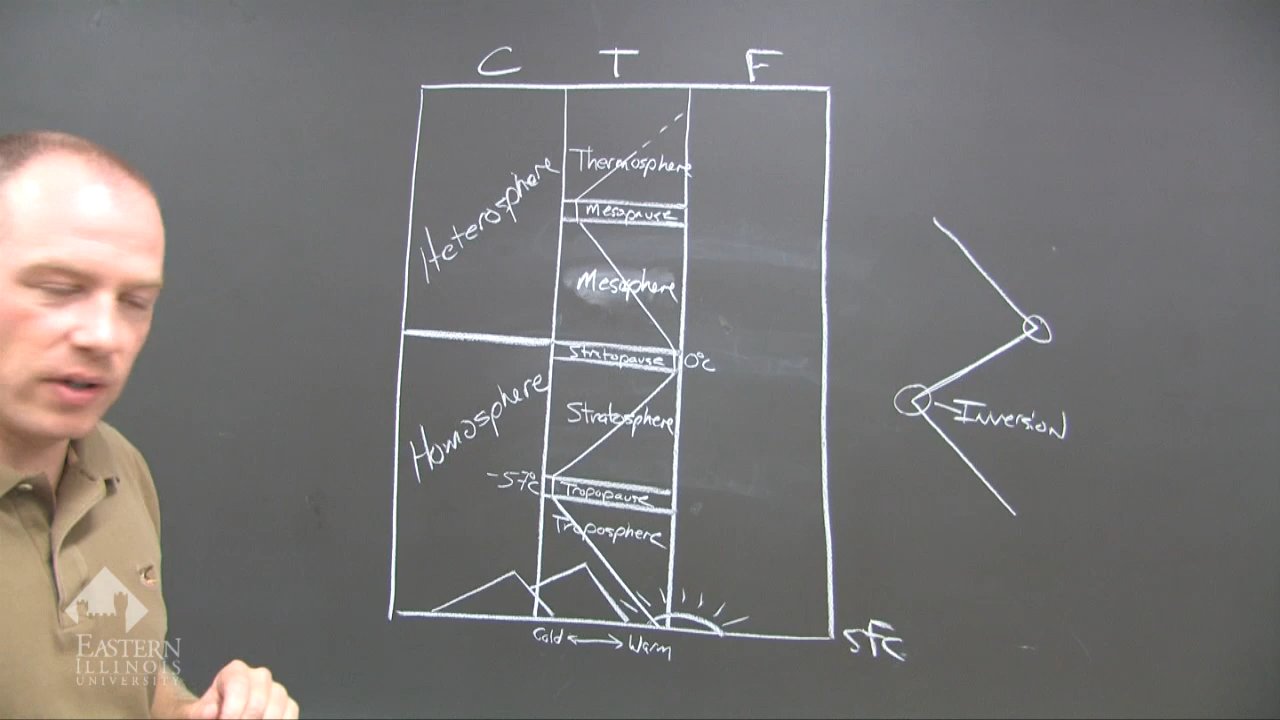 C T F
Thermosphere
Heterosphere
Mesopause
Mesosphere
Stratopause 0°C
Homosphere
Stratosphere
Inversion
-57°C
Tropopause
Troposphere
SFC
Cold Warm
EASTERN
ILLINOIS
UNIVERSITY